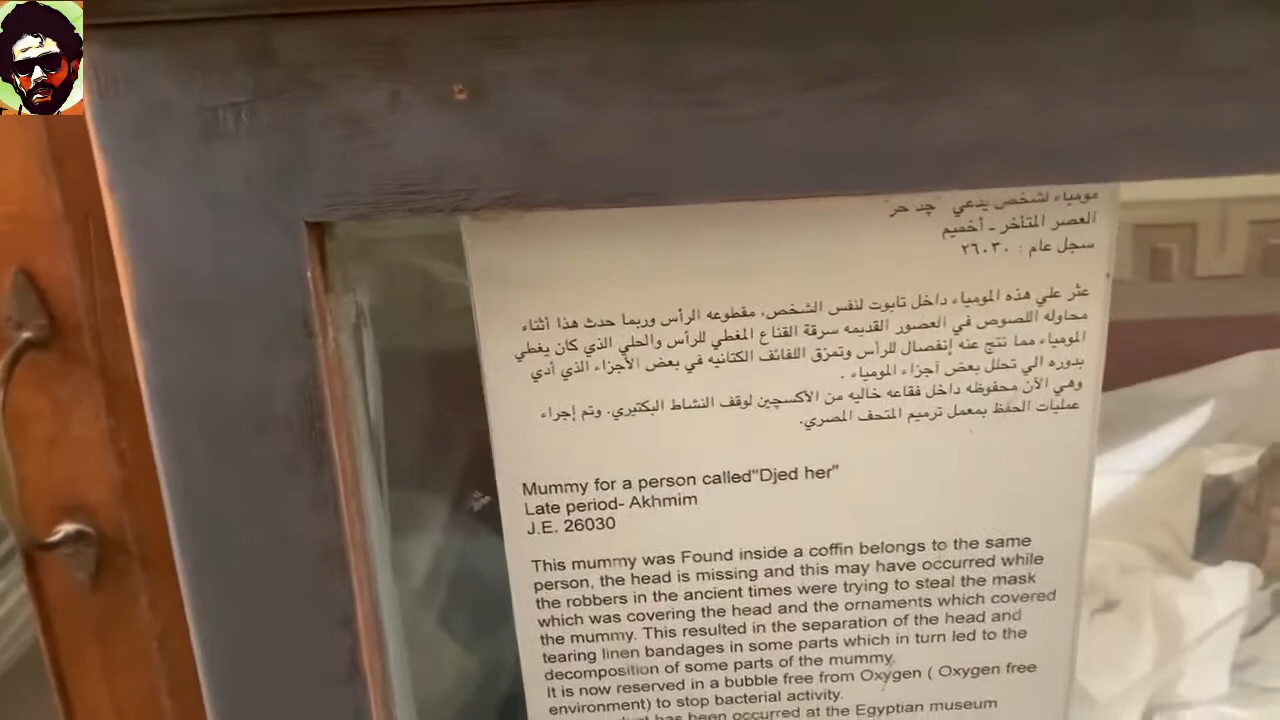 مومياء لشخص يدعي "چد حر"
العصر المتأخر - أخميم
سجل عام : ٢٦٠٣٠
عثر علي هذه المومياء داخل تابوت لنفس الشخص، مقطوعه الرأس وربما حدث هذا أثناء
محاوله اللصوص في العصور القديمه سرقة القناع المغطي للرأس والحلي الذي كان يغطي
المومياء مما نتج عنه إنفصال للرأس وتمزق اللفائف الكتانيه في بعض الأجزاء الذي أدي
بدوره الي تحلل بعض أجزاء المومياء .
وهي الآن محفوظه داخل فقاعه خاليه من الأكسچين لوقف النشاط البكتيري. وتم إجراء
عمليات الحفظ بمعمل ترميم المتحف المصري.
Mummy for a person called"Djed her"
Late period- Akhmim
J.E. 26030
This mummy was Found inside a coffin belongs to the same
person, the head is missing and this may have occurred while
the robbers in the ancient times were trying to steal the mask
which was covering the head and the ornaments which covered
the mummy. This resulted in the separation of the head and
tearing linen bandages in some parts which in turn led to the
decomposition of some parts of the mummy.
It is now reserved in a bubble free from Oxygen ( Oxygen free
environment) to stop bacterial activity.
has been occurred at the Egyptian museum